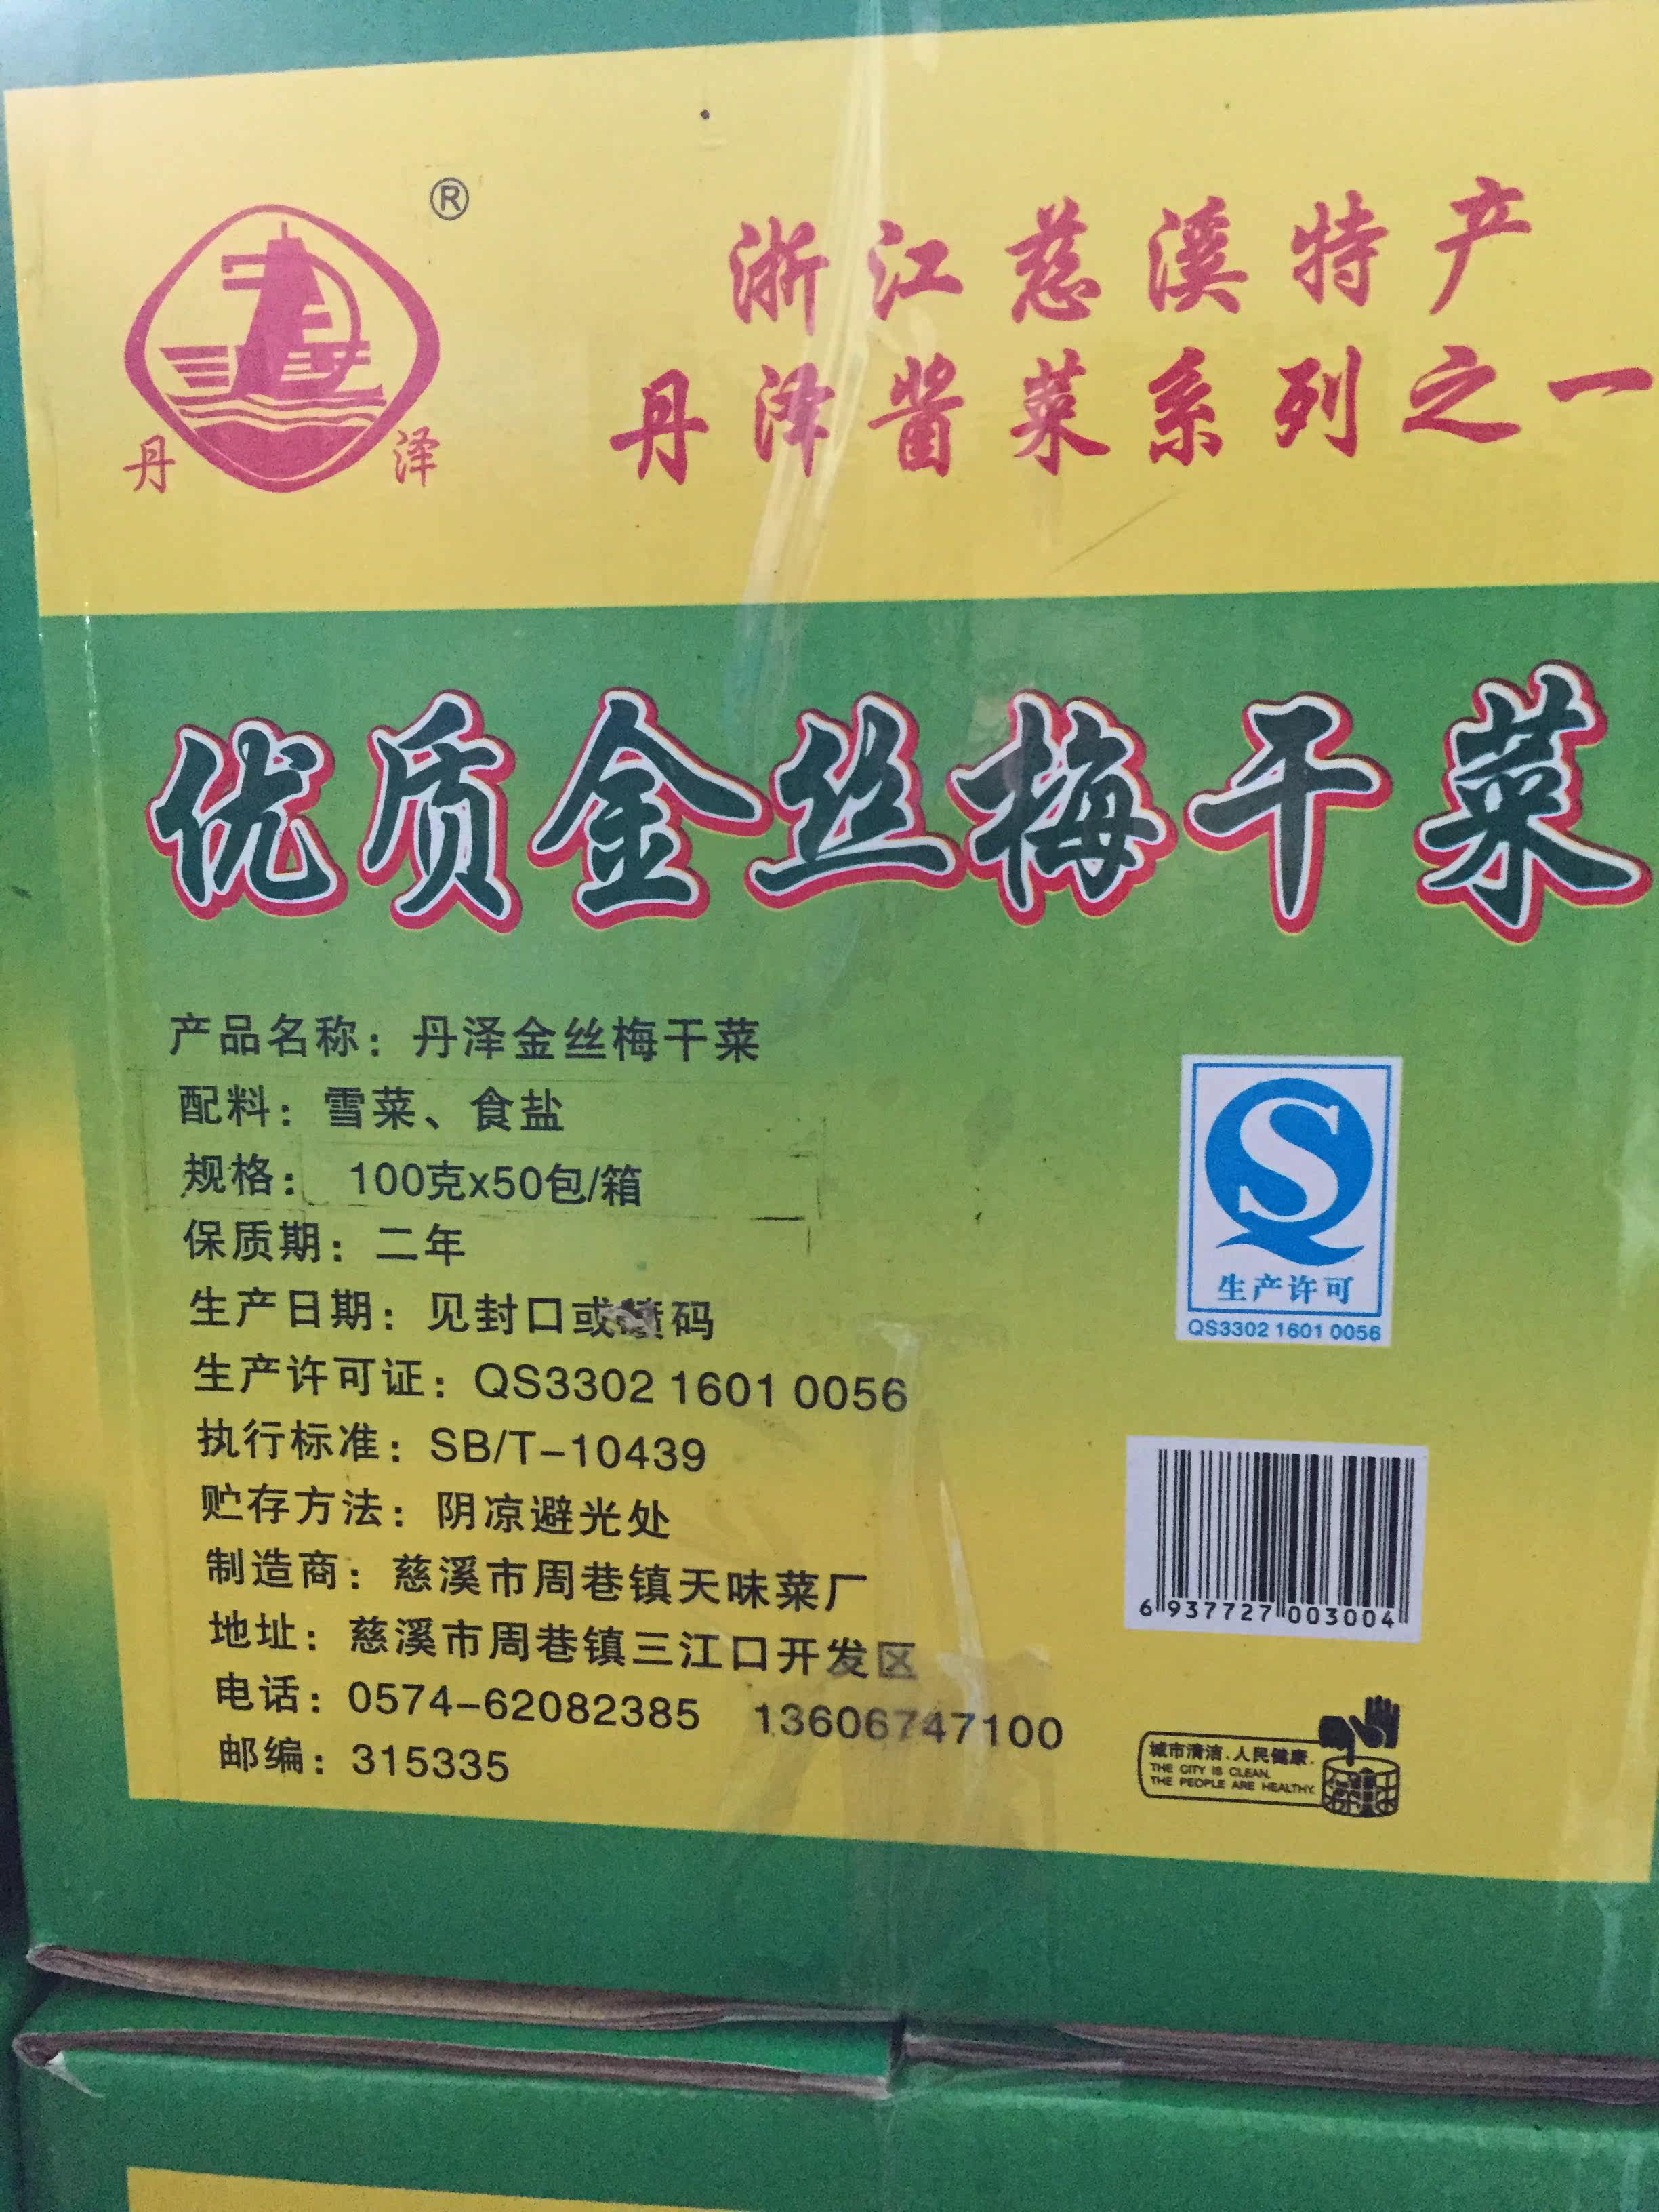 ®
丹 泽
浙江慈溪特产
丹泽酱菜系列之一
优质金丝梅干菜
产品名称：丹泽金丝梅干菜
配料：雪菜、食盐
规格： 100克x50包/箱
保质期：二年
生产日期：见封口或喷码
生产许可证：QS3302 1601 0056
执行标准：SB/T-10439
贮存方法：阴凉避光处
制造商：慈溪市周巷镇天味菜厂
地址：慈溪市周巷镇三江口开发区
电话：0574-62082385 13606747100
邮编：315335
S
生产许可
QS3302 1601 0056
6 937727 003004
城市清洁.人民健康.
THE CITY IS CLEAN.
THE PEOPLE ARE HEALTHY.